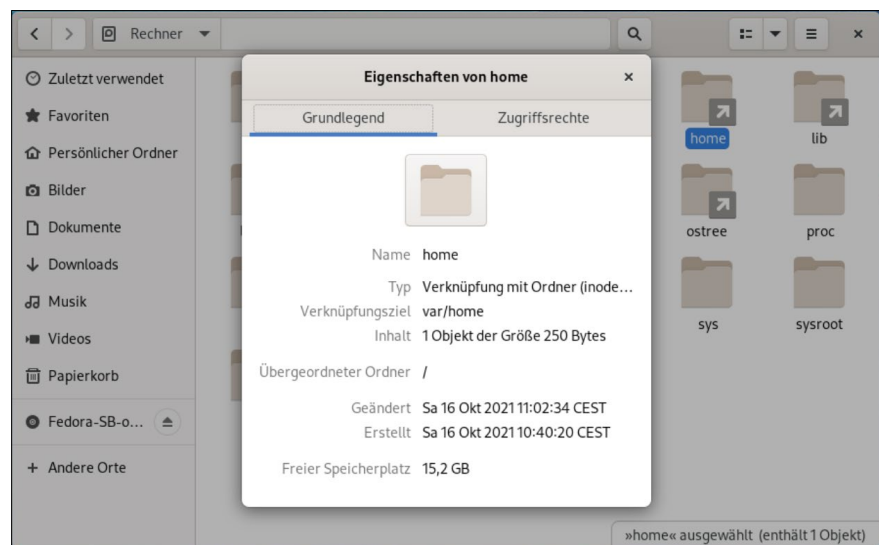 Rechner
Zuletzt verwendet
Favoriten
Persönlicher Ordner
Bilder
Dokumente
Downloads
Musik
Videos
Papierkorb
Fedora-SB-o...
+ Andere Orte
Eigenschaften von home
Grundlegend Zugriffsrechte
Name home
Typ Verknüpfung mit Ordner (inode...
Verknüpfungsziel var/home
Inhalt 1 Objekt der Größe 250 Bytes
Übergeordneter Ordner /
Geändert Sa 16 Okt 2021 11:02:34 CEST
Erstellt Sa 16 Okt 2021 10:40:20 CEST
Freier Speicherplatz 15,2 GB
home lib
ostree proc
sys sysroot
»home« ausgewählt (enthält 1 Objekt)